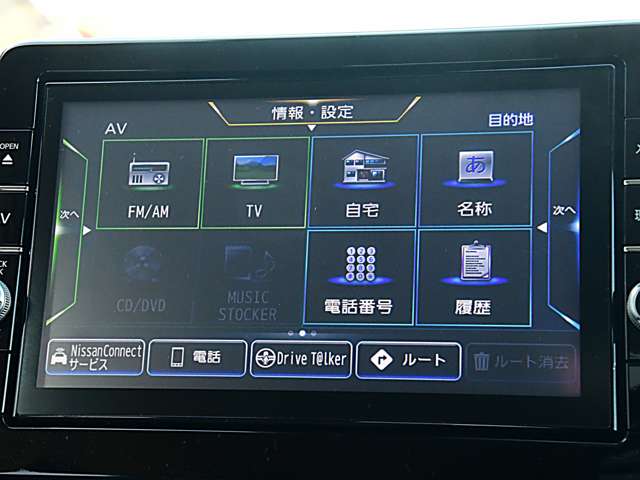 情報・設定
AV
目的地
OPEN
FM/AM
TV
自宅
あ
名称
次へ
次へ
CD/DVD
MUSIC
STOCKER
電話番号
履歴
NissanConnect
サービス
電話
Drive T@lker
ルート
ルート消去